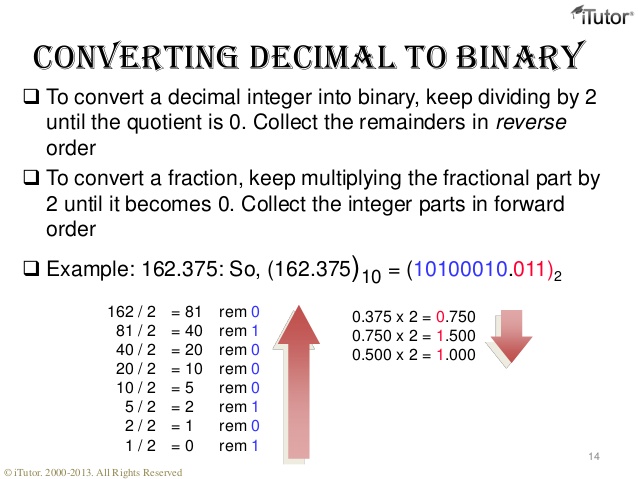 iTutor®
CONVERTING DECIMAL TO BINARY
❑ To convert a decimal integer into binary, keep dividing by 2
until the quotient is 0. Collect the remainders in reverse
order
❑ To convert a fraction, keep multiplying the fractional part by
2 until it becomes 0. Collect the integer parts in forward
order
❑ Example: 162.375: So, (162.375)10 = (10100010.011)2
162 / 2 = 81 rem 0
81 / 2 = 40 rem 1
40 / 2 = 20 rem 0
20 / 2 = 10 rem 0
10 / 2 = 5 rem 0
5 / 2 = 2 rem 1
2 / 2 = 1 rem 0
1 / 2 = 0 rem 1
0.375 x 2 = 0.750
0.750 x 2 = 1.500
0.500 x 2 = 1.000
14
© iTutor. 2000-2013. All Rights Reserved